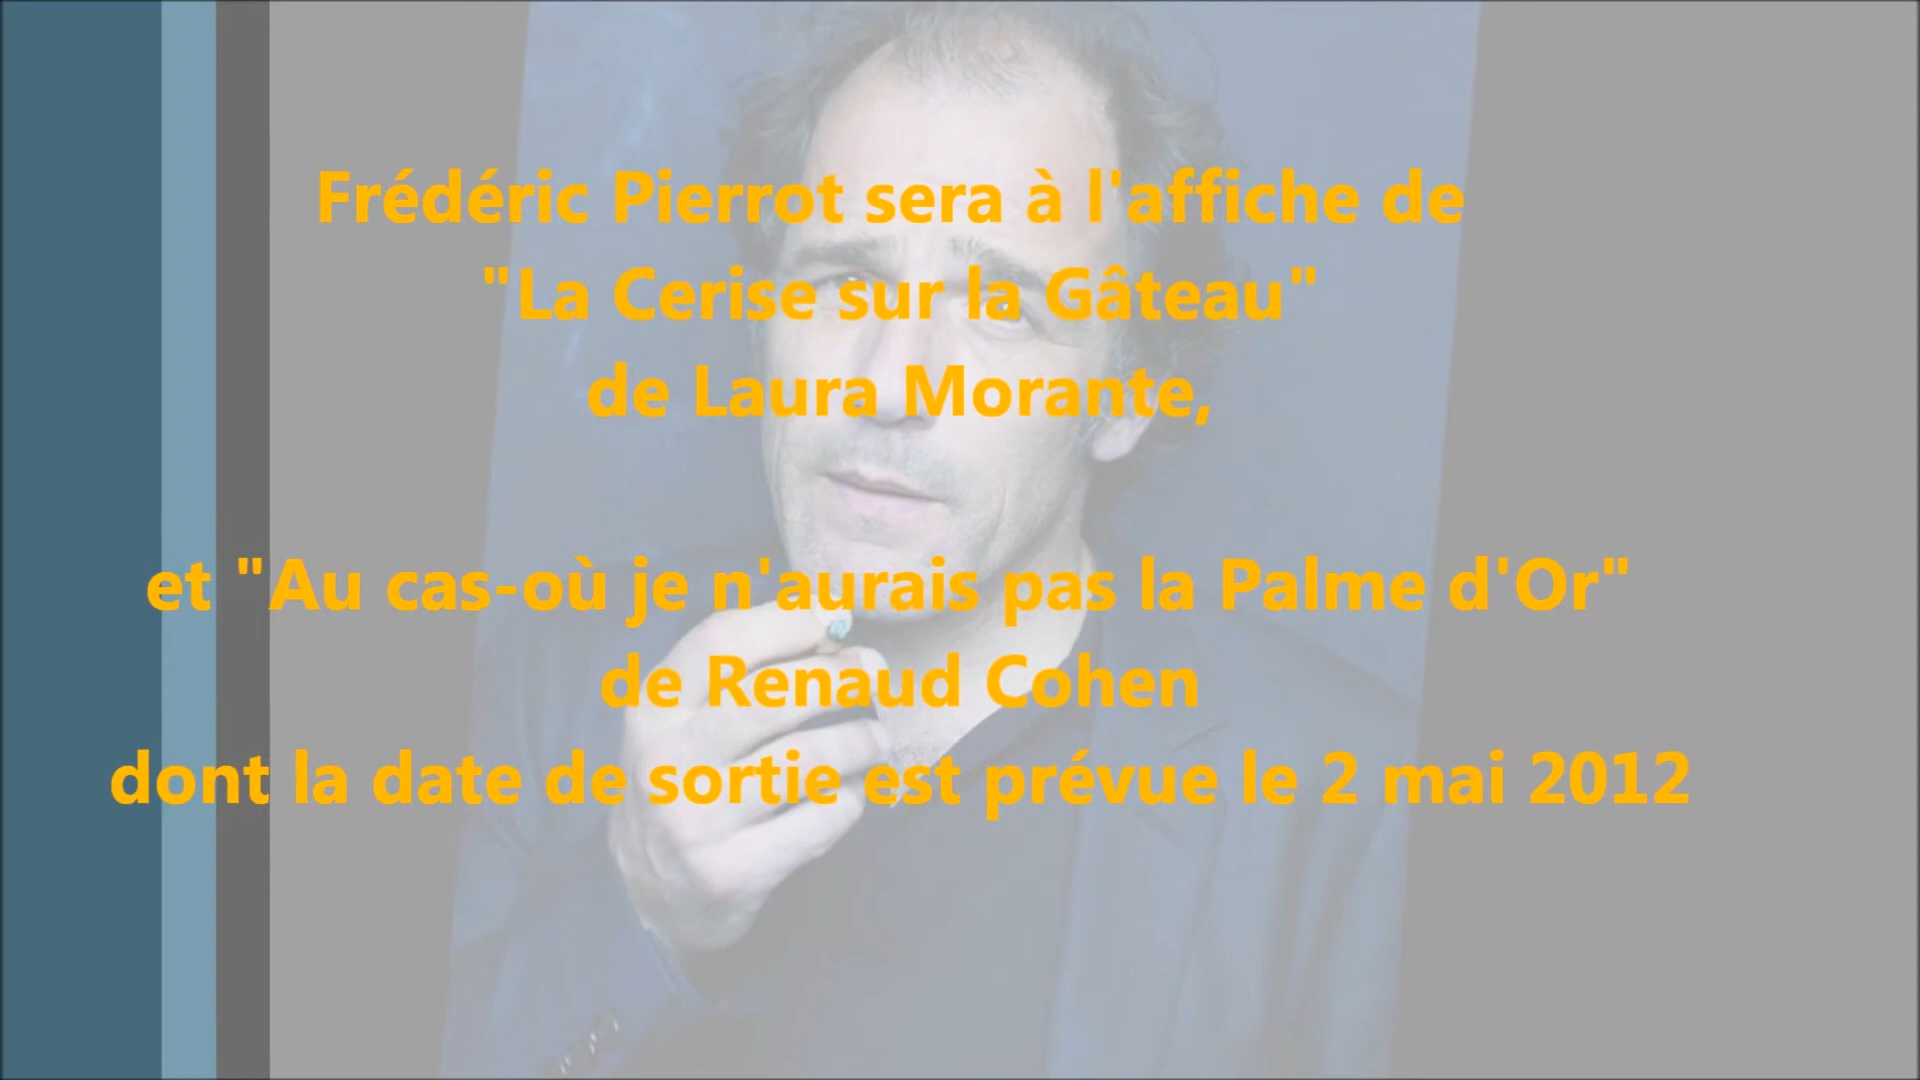 Frédéric Pierrot sera à l'affiche de
"La Cerise sur la Gâteau"
de Laura Morante,
et "Au cas-où je n'aurais pas la Palme d'Or"
de Renaud Cohen
dont la date de sortie est prévue le 2 mai 2012